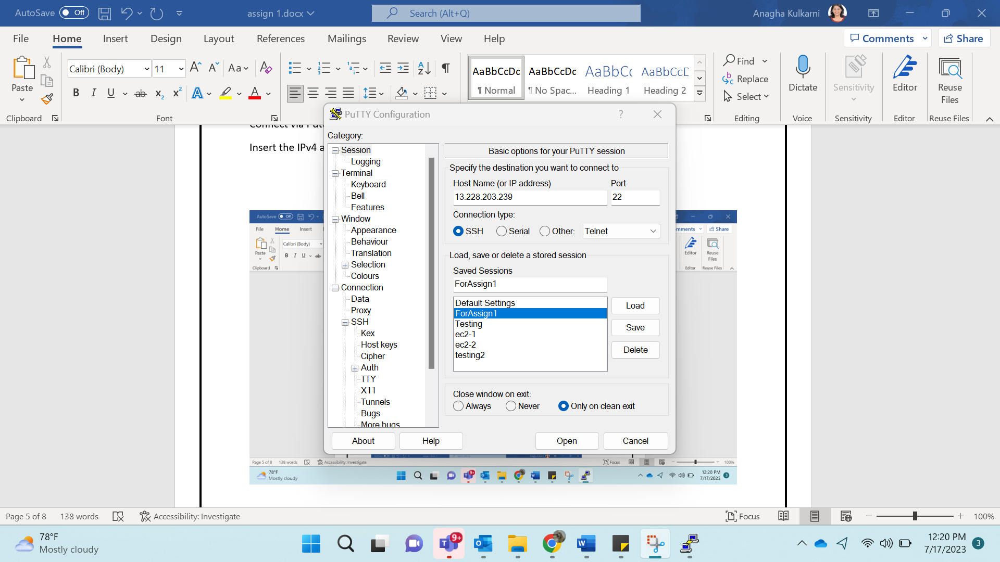 AutoSave Off
assign 1.docx
Search (Alt+Q)
Anagha Kulkarni
File Home Insert Design Layout References Mailings Review View Help
Comments Share
Paste
Clipboard
Calibri (Body) 11
Aa
B I U ab x2 x2 A A
Font
AaBbCcDc AaBbCcDc AaBbCc AaBbCcD
¶ Normal ¶ No Spac... Heading 1 Heading 2
Find
Replace
Select
Editing
Dictate
Voice
Sensitivity
Sensitivity
Editor
Editor
Reuse
Files
Reuse Files
Connect via
Insert the IPv4
PuTTY Configuration ?
Category:
Session
Logging
Terminal
Keyboard
Bell
Features
Window
Appearance
Behaviour
Translation
Selection
Colours
Connection
Data
Proxy
SSH
Kex
Host keys
Cipher
Auth
TTY
X11
Tunnels
Bugs
More bugs
Basic options for your PuTTY session
Specify the destination you want to connect to
Host Name (or IP address) Port
13.228.203.239 22
Connection type:
SSH Serial Other: Telnet
Load, save or delete a stored session
Saved Sessions
ForAssign1
Default Settings
ForAssign1
Testing
ec2-1
ec2-2
testing2
Load
Save
Delete
Close window on exit:
Always Never Only on clean exit
About Help Open Cancel
AutoSave Off
File Home Insert
Share
Paste
Calibri (Body)
B I U ab
Clipboard
Editor
Reuse
Files
Editor Reuse Files
Page 5 of 8 138 words Accessibility: Investigate
Focus 100%
78°F
Mostly cloudy
12:20 PM
7/17/2023 3
Page 5 of 8 138 words Accessibility: Investigate
Focus 100%
78°F
Mostly cloudy
9+
12:20 PM
7/17/2023 3